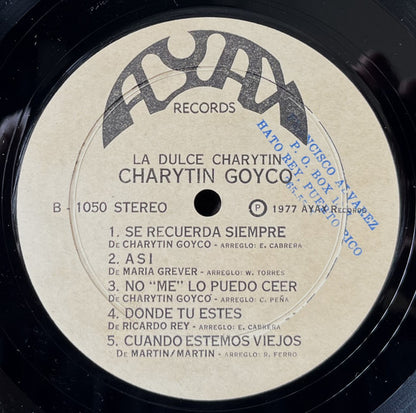 AYAX
RECORDS
LA DULCE CHARYTIN
CHARYTIN GOYCO
B - 1050 STEREO
Ⓟ 1977 AYAX RECORDS
1. SE RECUERDA SIEMPRE
DE CHARYTIN GOYCO - ARREGLO: E. CABRERA
2. ASI
DE MARIA GREVER - ARREGLO: W. TORRES
3. NO "ME" LO PUEDO CEER
DE CHARYTIN GOYCO - ARREGLO: C. PEÑA
4. DONDE TU ESTES
DE RICARDO REY - ARREGLO: E. CABRERA
5. CUANDO ESTEMOS VIEJOS
DE MARTIN/MARTIN - ARREGLO: R. FERRO
NCISCO ALVAREZ
P. O. BOX
HATO REY, PUERTO RICO